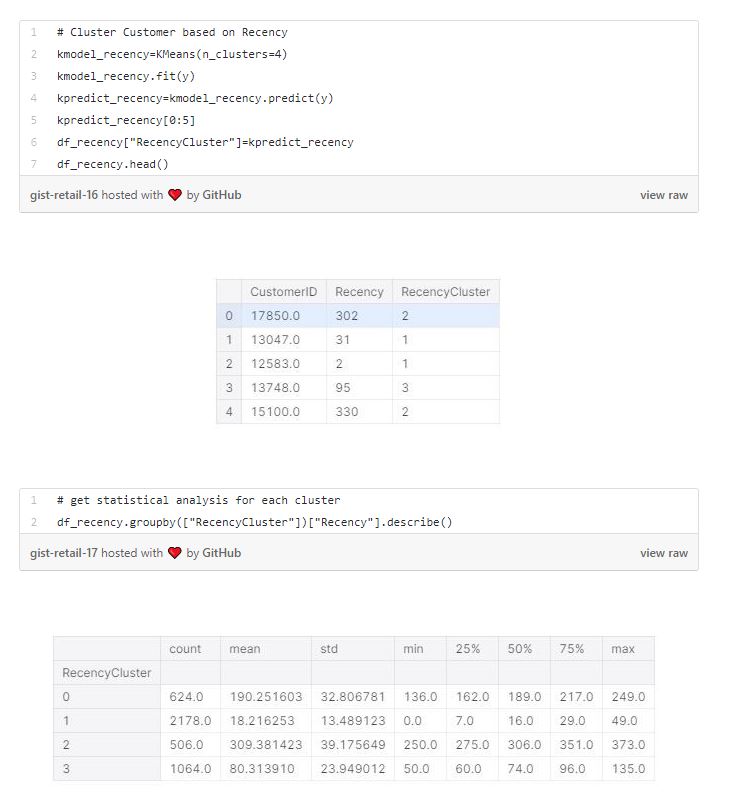 1 # Cluster Customer based on Recency
2 kmodel_recency=KMeans(n_clusters=4)
3 kmodel_recency.fit(y)
4 kpredict_recency=kmodel_recency.predict(y)
5 kpredict_recency[0:5]
6 df_recency["RecencyCluster"]=kpredict_recency
7 df_recency.head()
gist-retail-16 hosted with ❤ by GitHub view raw
CustomerID Recency RecencyCluster
0 17850.0 302 2
1 13047.0 31 1
2 12583.0 2 1
3 13748.0 95 3
4 15100.0 330 2
1 # get statistical analysis for each cluster
2 df_recency.groupby(["RecencyCluster"])["Recency"].describe()
gist-retail-17 hosted with ❤ by GitHub view raw
count mean std min 25% 50% 75% max
RecencyCluster
0 624.0 190.251603 32.806781 136.0 162.0 189.0 217.0 249.0
1 2178.0 18.216253 13.489123 0.0 7.0 16.0 29.0 49.0
2 506.0 309.381423 39.175649 250.0 275.0 306.0 351.0 373.0
3 1064.0 80.313910 23.949012 50.0 60.0 74.0 96.0 135.0